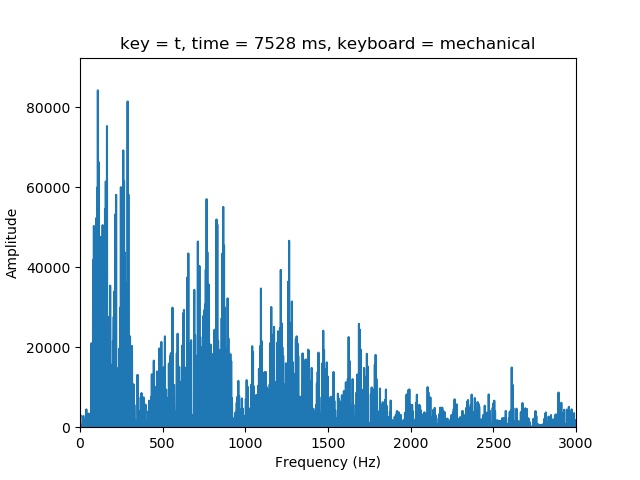 key = t, time = 7528 ms, keyboard = mechanical
80000
60000
40000
20000
0
Amplitude
0 500 1000 1500 2000 2500 3000
Frequency (Hz)